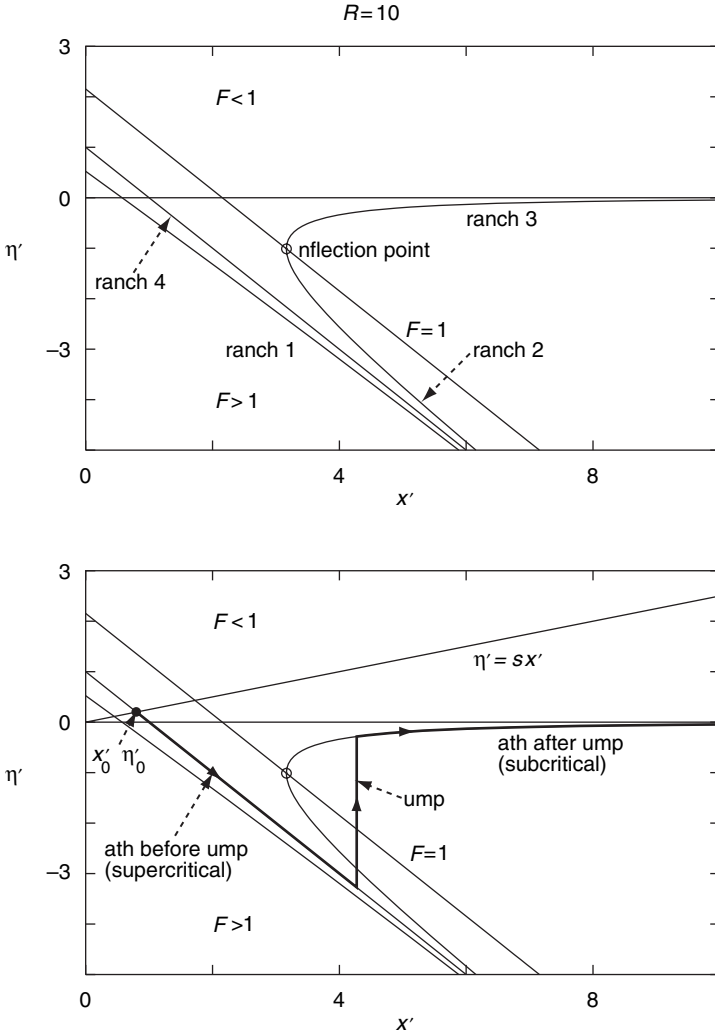 R=10
3
F<1
0
ranch 3
nflection point
η′
ranch 4
F=1
ranch 1
ranch 2
−3
F>1
0
4
8
x′
3
F<1
η′=sx′
0
x′0 η′0
ath after ump
(subcritical)
η′
ump
ath before ump
(supercritical)
F=1
−3
F>1
0
4
8
x′